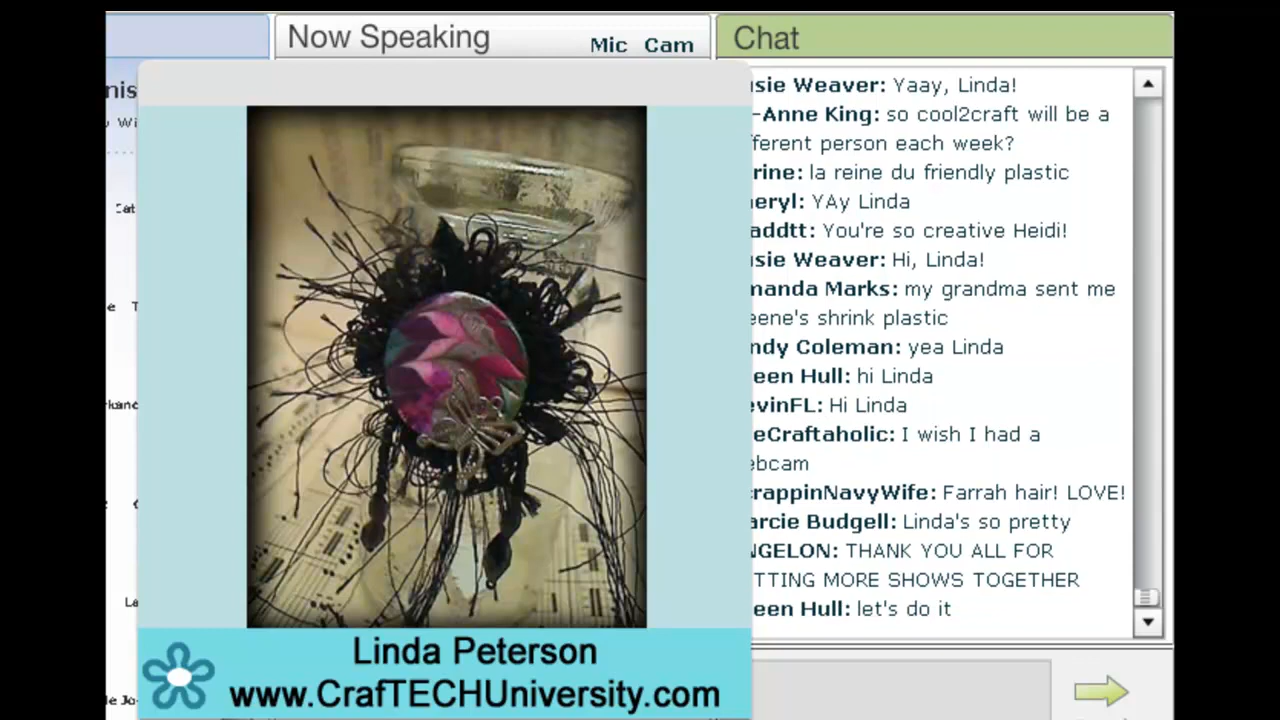 Now Speaking
Mic Cam
Chat
nis
sie Weaver: Yaay, Linda!
-Anne King: so cool2craft will be a
fferent person each week?
rine: la reine du friendly plastic
eryl: YAy Linda
addtt: You're so creative Heidi!
sie Weaver: Hi, Linda!
manda Marks: my grandma sent me
eene's shrink plastic
ndy Coleman: yea Linda
een Hull: hi Linda
evinFL: Hi Linda
eCraftaholic: I wish I had a
ebcam
crappinNavyWife: Farrah hair! LOVE!
arcie Budgell: Linda's so pretty
NGELON: THANK YOU ALL FOR
TTING MORE SHOWS TOGETHER
een Hull: let's do it
Linda Peterson
www.CrafTECHUniversity.com